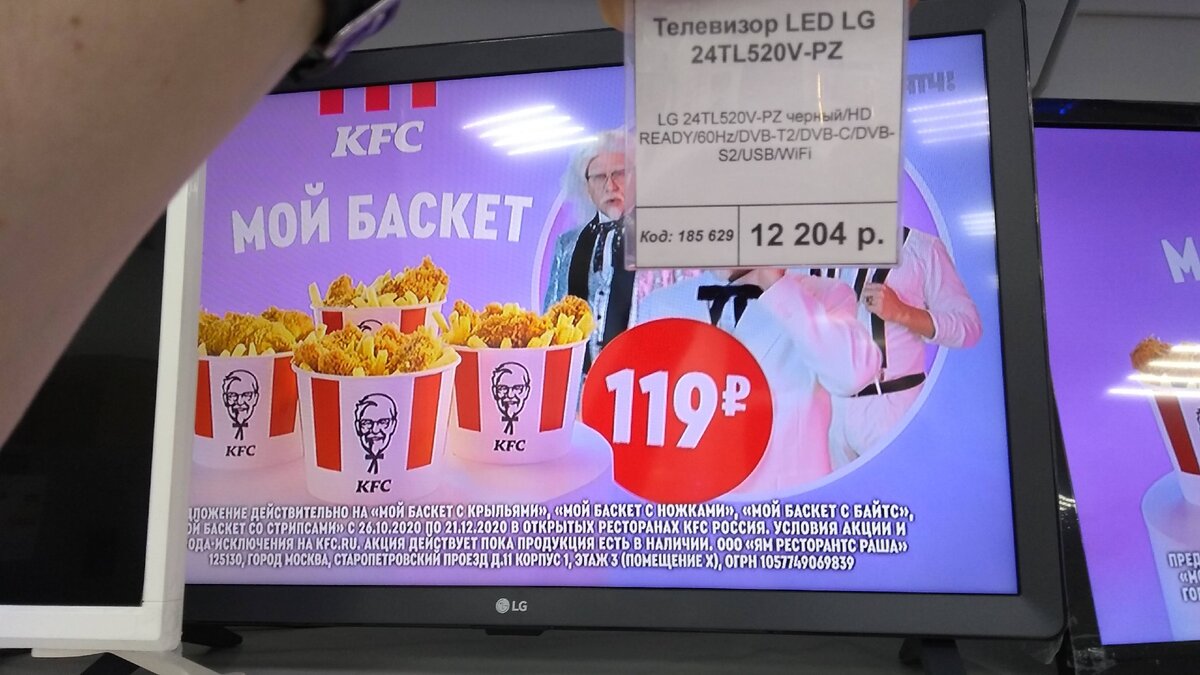 Телевизор LED LG
24TL520V-PZ
LG 24TL520V-PZ черный/HD
READY/60Hz/DVB-T2/DVB-C/DVB-
S2/USB/WiFi
Код: 185 629
12 204 р.
KFC
МОЙ БАСКЕТ
119₽
KFC
KFC
KFC
ДЕЙСТВИТЕЛЬНО НА «МОЙ БАСКЕТ С КРЫЛЬЯМИ», «МОЙ БАСКЕТ С НОЖКАМИ», «МОЙ БАСКЕТ С БАЙТС»,
БАСКЕТ СО СТРИПСАМИ» С 26.10.2020 ПО 21.12.2020 В ОТКРЫТЫХ РЕСТОРАНАХ KFC РОССИЯ. УСЛОВИЯ АКЦИИ И
ИСКЛЮЧЕНИЯ НА KFC.RU. АКЦИЯ ДЕЙСТВУЕТ ПОКА ПРОДУКЦИЯ ЕСТЬ В НАЛИЧИИ. ООО «ЯМ РЕСТОРАНТС РАША»
125130, ГОРОД МОСКВА, СТАРОПЕТРОВСКИЙ ПРОЕЗД Д.11 КОРПУС 1, ЭТАЖ 3 (ПОМЕЩЕНИЕ X), ОГРН 1057749069839
LG